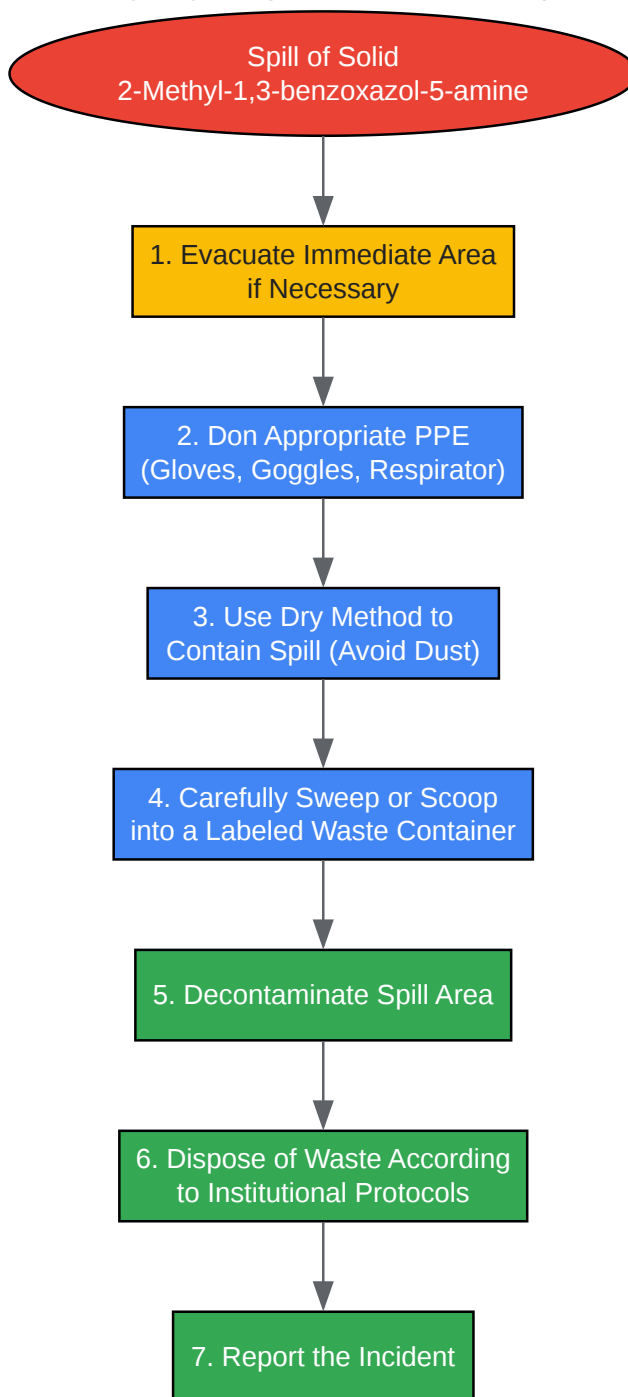 Spill of Solid
2-Methyl-1,3-benzoxazol-5-amine
1. Evacuate Immediate Area
if Necessary
2. Don Appropriate PPE
(Gloves, Goggles, Respirator)
3. Use Dry Method to
Contain Spill (Avoid Dust)
4. Carefully Sweep or Scoop
into a Labeled Waste Container
5. Decontaminate Spill Area
6. Dispose of Waste According
to Institutional Protocols
7. Report the Incident